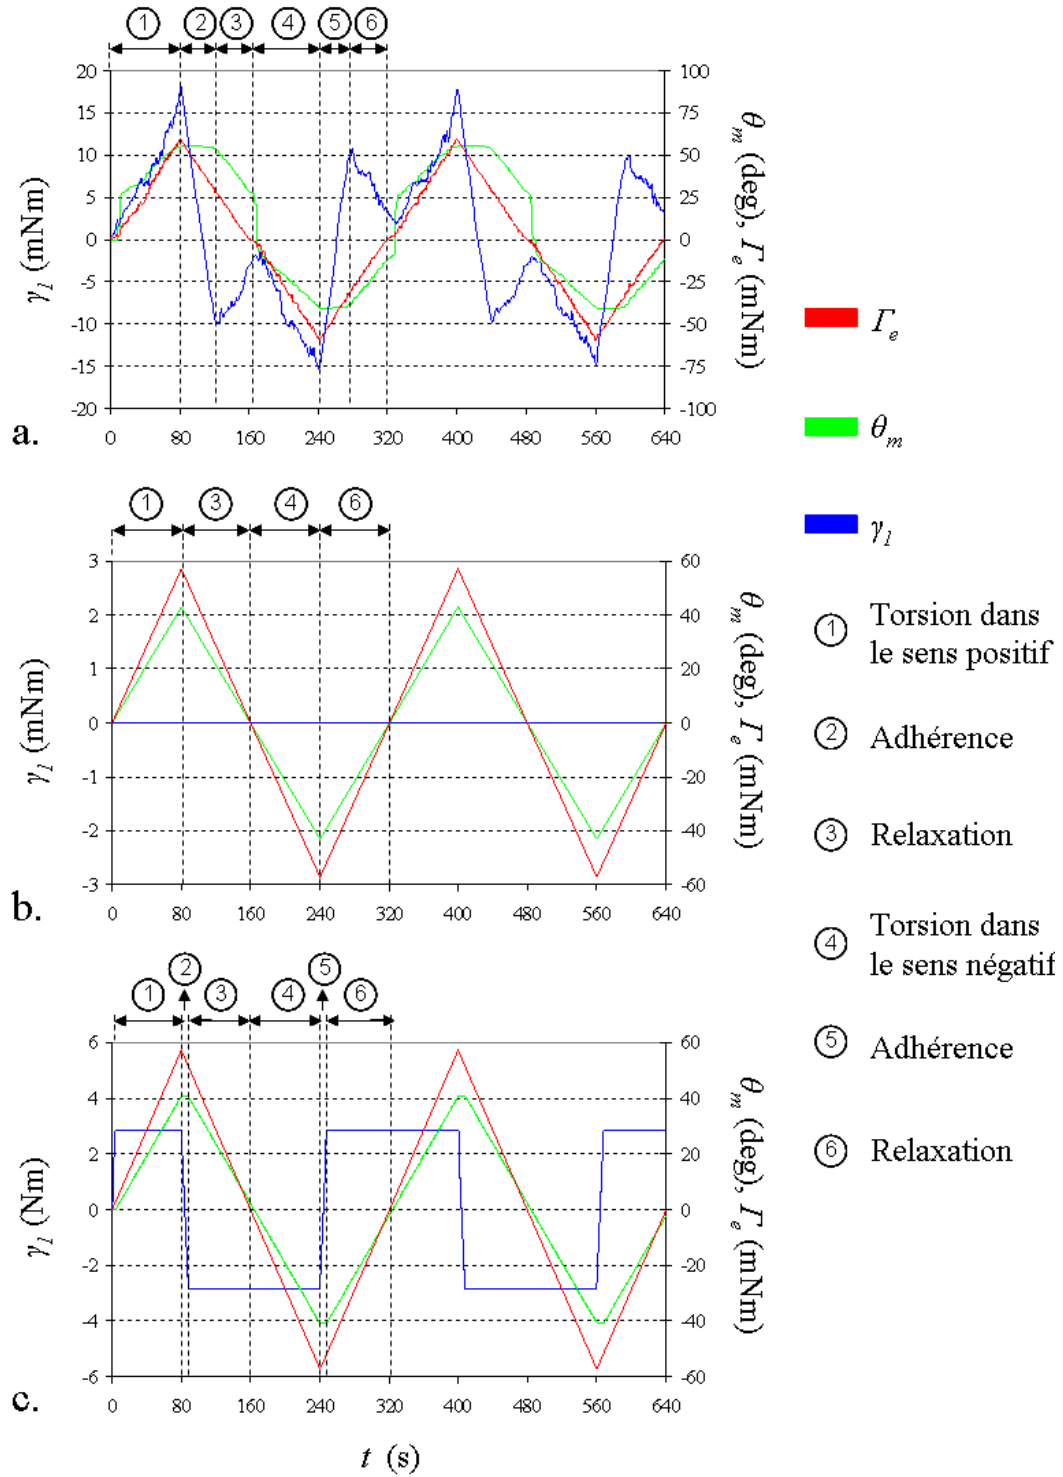 1 2 3 4 5 6
20 15 10 5 0 -5 -10 -15 -20
γ1 (mNm)
100 75 50 25 0 -25 -50 -75 -100
θm (deg), Γe (mNm)
a.
0 80 160 240 320 400 480 560 640
1 3 4 6
3 2 1 0 -1 -2 -3
γ1 (mNm)
60 40 20 0 -20 -40 -60
θm (deg), Γe (mNm)
b.
0 80 160 240 320 400 480 560 640
1 2 3 4 5 6
6 4 2 0 -2 -4 -6
γ1 (Nm)
60 40 20 0 -20 -40 -60
θm (deg), Γe (mNm)
c.
0 80 160 240 320 400 480 560 640
t (s)
Γe
θm
γ1
1 Torsion dans
le sens positif
2 Adhérence
3 Relaxation
4 Torsion dans
le sens négatif
5 Adhérence
6 Relaxation